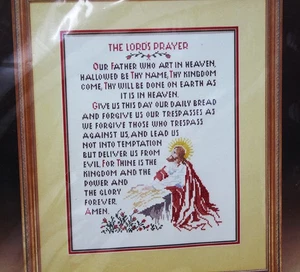 THE LORD'S PRAYER
OUR FATHER WHO ART IN HEAVEN,
HALLOWED BE THY NAME, THY KINGDOM
COME, THY WILL BE DONE ON EARTH AS
IT IS IN HEAVEN.
GIVE US THIS DAY OUR DAILY BREAD
AND FORGIVE US OUR TRESPASSES AS
WE FORGIVE THOSE WHO TRESPASS
AGAINST US, AND LEAD US
NOT INTO TEMPTATION
BUT DELIVER US FROM
EVIL. FOR THINE IS THE
KINGDOM AND THE
POWER AND
THE GLORY
FOREVER.
AMEN.